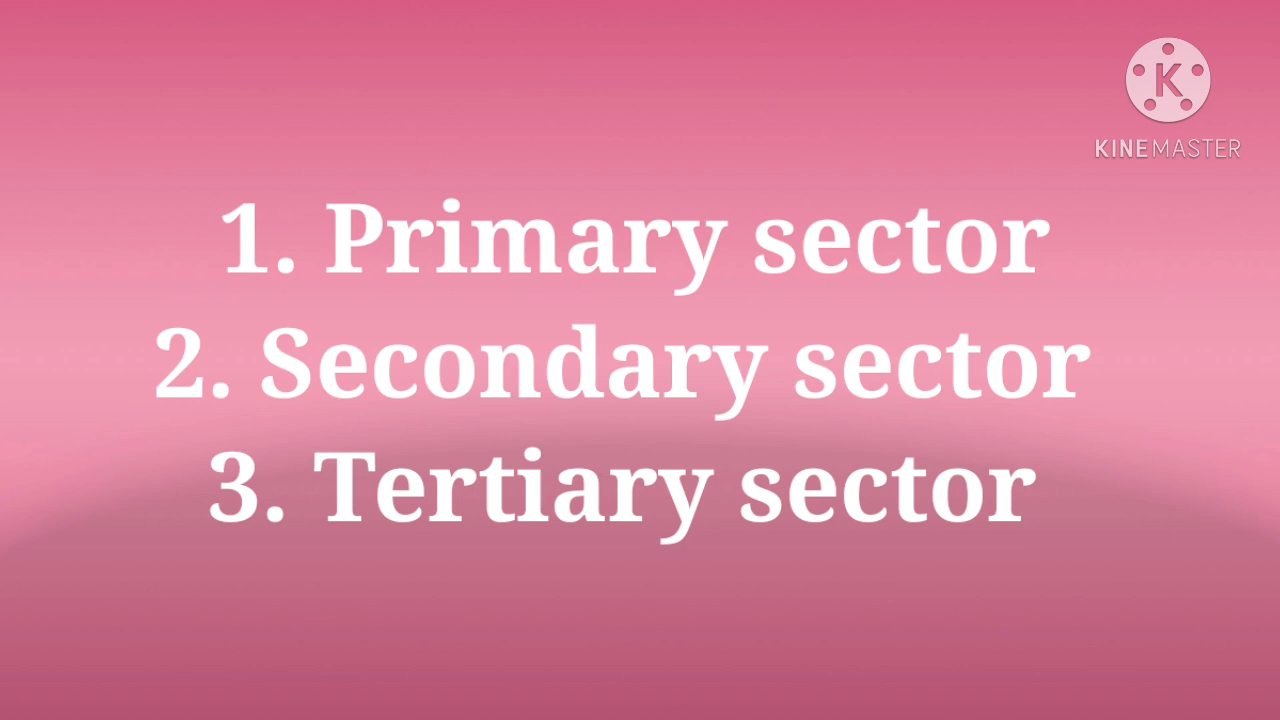 K
KINEMASTER
1. Primary sector
2. Secondary sector
3. Tertiary sector